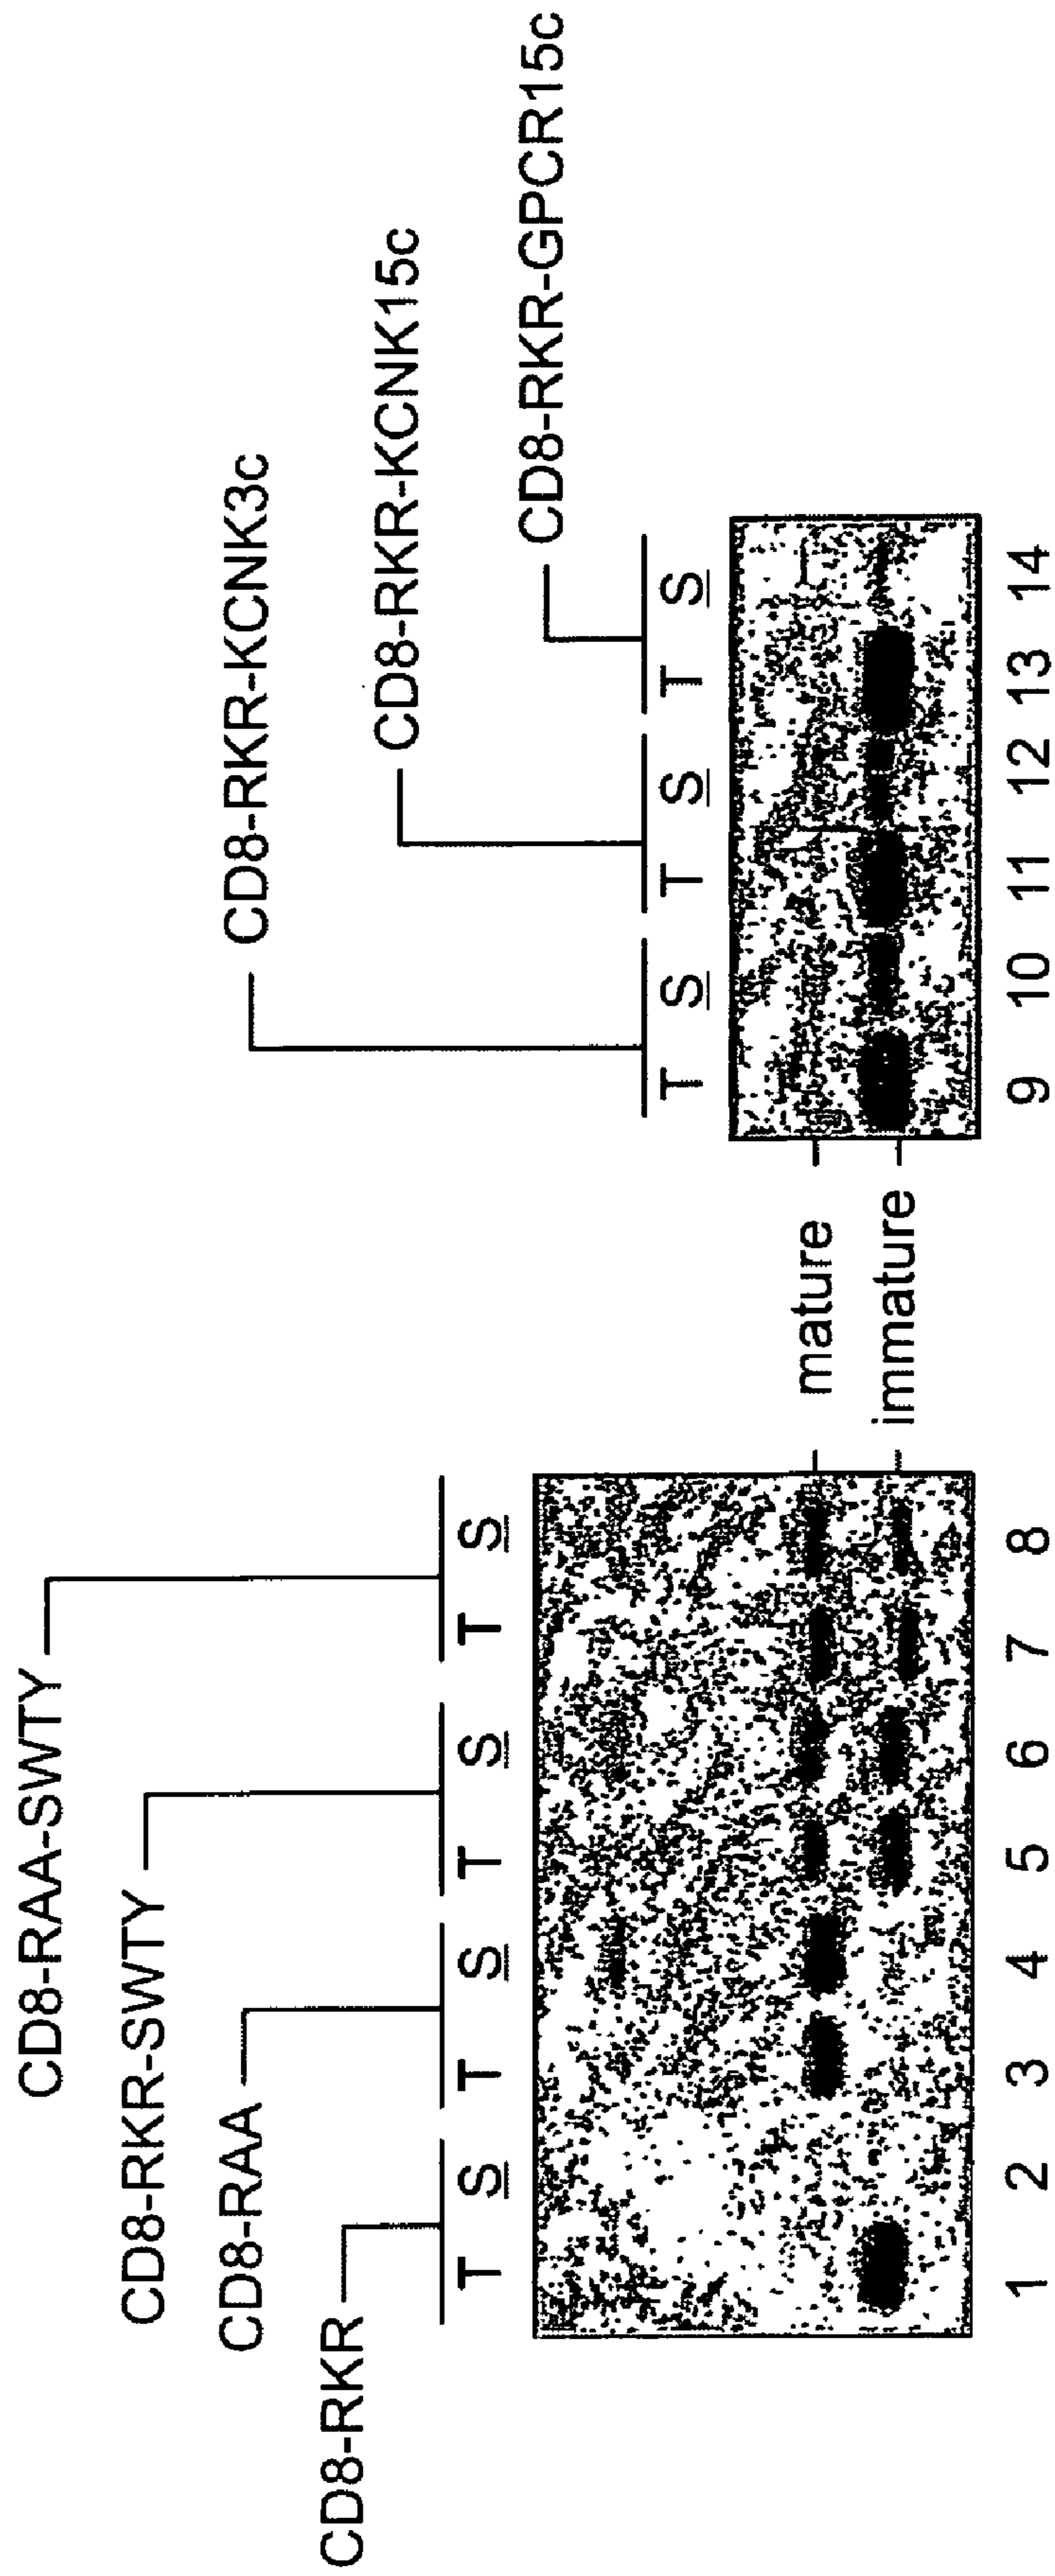 CD8-RAA-SWTY
CD8-RKR-SWTY
CD8-RAA
CD8-RKR
T S T S T S T S
1 2 3 4 5 6 7 8
mature
immature
CD8-RKR-KCNK3c
CD8-RKR-KCNK15c
CD8-RKR-GPCR15c
T S T S T S
9 10 11 12 13 14